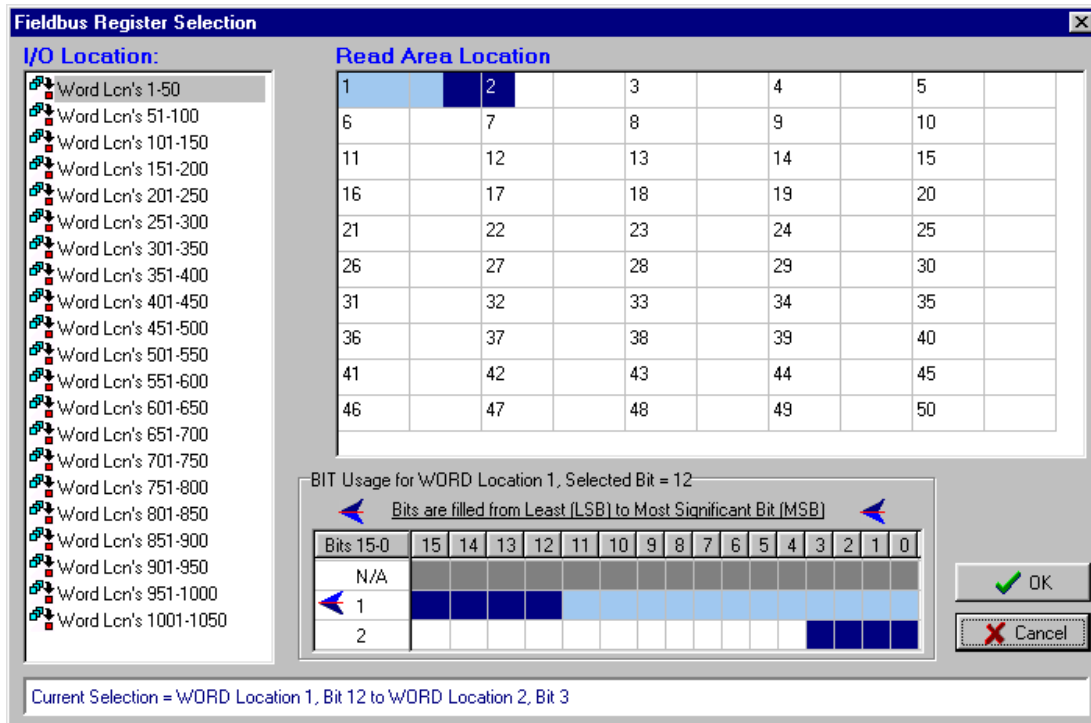 Fieldbus Register Selection
I/O Location:
Word Lcn's 1-50
Word Lcn's 51-100
Word Lcn's 101-150
Word Lcn's 151-200
Word Lcn's 201-250
Word Lcn's 251-300
Word Lcn's 301-350
Word Lcn's 351-400
Word Lcn's 401-450
Word Lcn's 451-500
Word Lcn's 501-550
Word Lcn's 551-600
Word Lcn's 601-650
Word Lcn's 651-700
Word Lcn's 701-750
Word Lcn's 751-800
Word Lcn's 801-850
Word Lcn's 851-900
Word Lcn's 901-950
Word Lcn's 951-1000
Word Lcn's 1001-1050
Read Area Location
1 2 3 4 5
6 7 8 9 10
11 12 13 14 15
16 17 18 19 20
21 22 23 24 25
26 27 28 29 30
31 32 33 34 35
36 37 38 39 40
41 42 43 44 45
46 47 48 49 50
BIT Usage for WORD Location 1, Selected Bit = 12
Bits are filled from Least (LSB) to Most Significant Bit (MSB)
Bits 15-0 15 14 13 12 11 10 9 8 7 6 5 4 3 2 1 0
N/A
1
2
OK
Cancel
Current Selection = WORD Location 1, Bit 12 to WORD Location 2, Bit 3